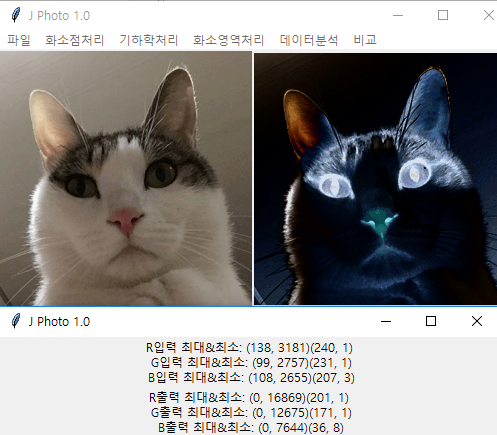 J Photo 1.0
파일 화소점처리 기하학처리 화소영역처리 데이터분석 비교
J Photo 1.0
R입력 최대&최소: (138, 3181)(240, 1)
G입력 최대&최소: (99, 2757)(231, 1)
B입력 최대&최소: (108, 2655)(207, 3)
R출력 최대&최소: (0, 16869)(201, 1)
G출력 최대&최소: (0, 12675)(171, 1)
B출력 최대&최소: (0, 7644)(36, 8)